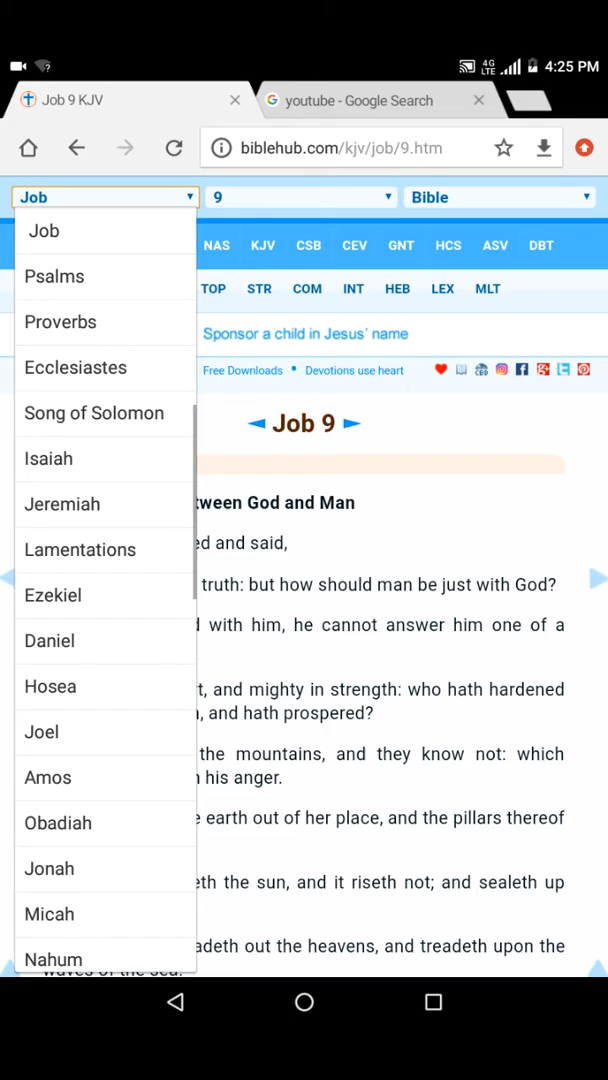 4G
LTE
4:25 PM
Job 9 KJV
youtube - Google Search
biblehub.com/kjv/job/9.htm
Job
9
Bible
Job
Psalms
Proverbs
Ecclesiastes
Song of Solomon
Isaiah
Jeremiah
Lamentations
Ezekiel
Daniel
Hosea
Joel
Amos
Obadiah
Jonah
Micah
Nahum
NAS KJV CSB CEV GNT HCS ASV DBT
TOP STR COM INT HEB LEX MLT
Sponsor a child in Jesus' name
Free Downloads • Devotions use heart
◄ Job 9 ►
tween God and Man
ed and said,
truth: but how should man be just with God?
with him, he cannot answer him one of a
t, and mighty in strength: who hath hardened
, and hath prospered?
the mountains, and they know not: which
his anger.
earth out of her place, and the pillars thereof
eth the sun, and it riseth not; and sealeth up
adeth out the heavens, and treadeth upon the
waves of the sea.